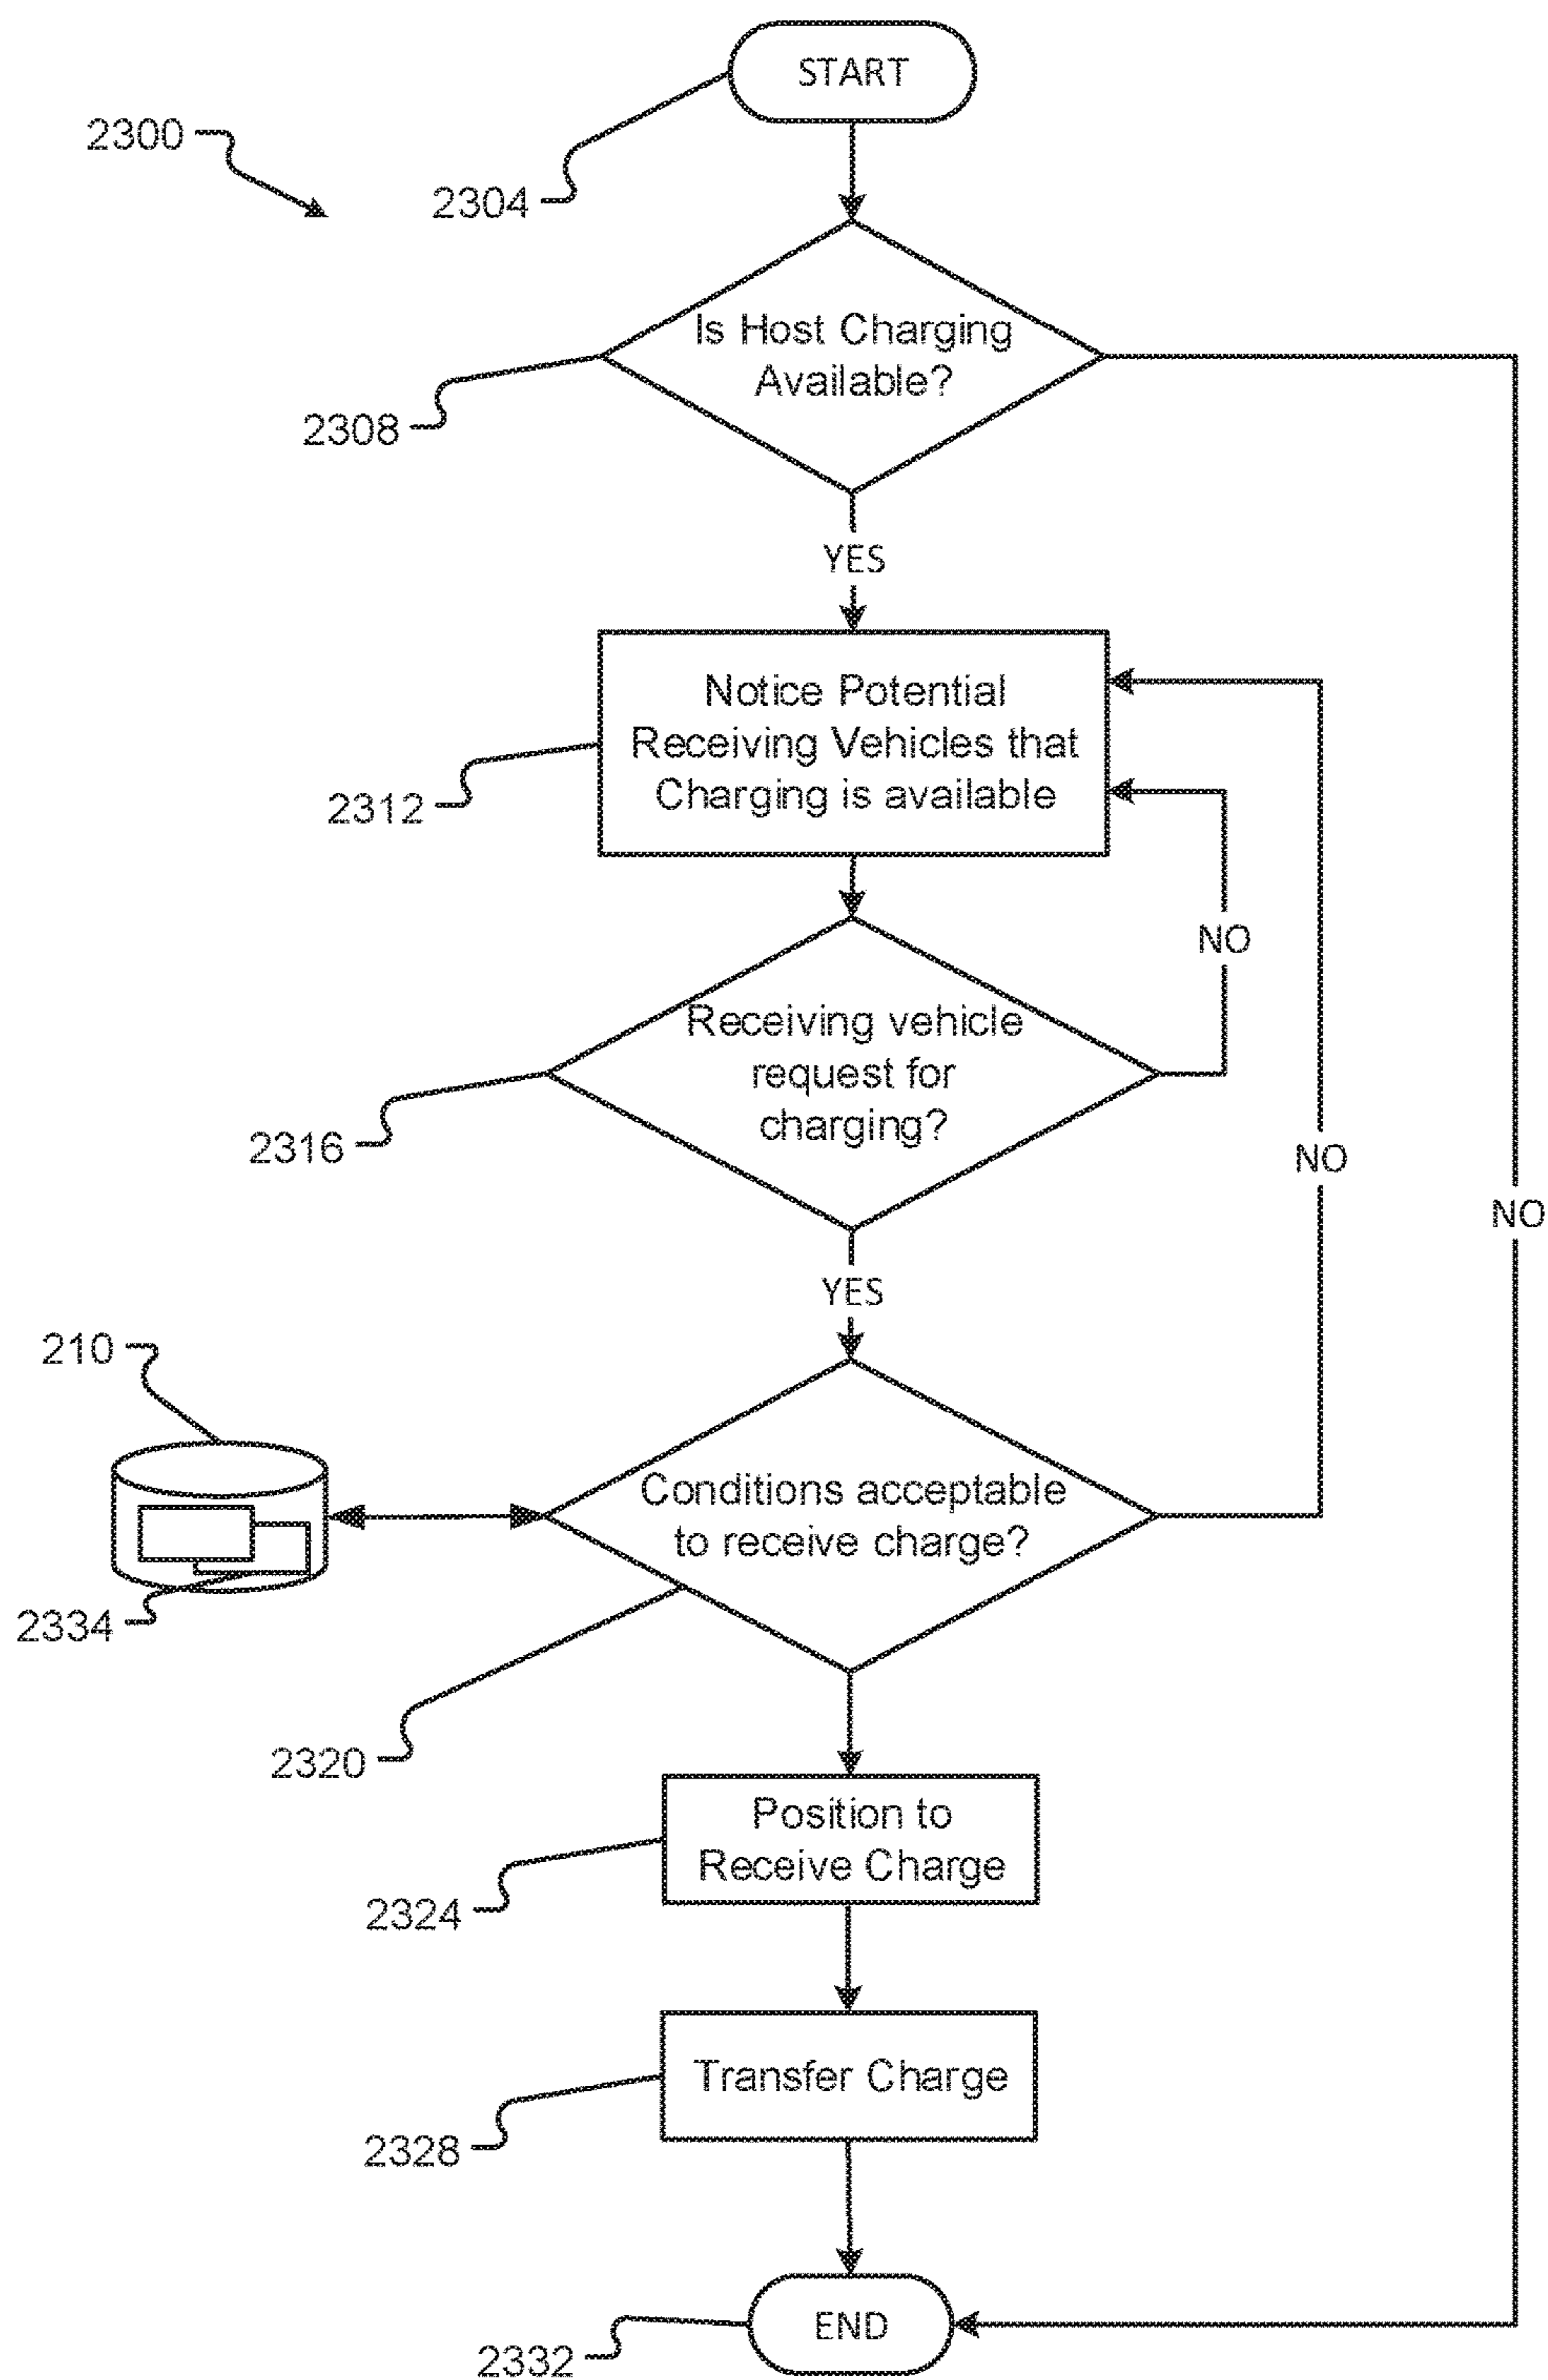 START
2300
2304
Is Host Charging
Available?
2308
YES
Notice Potential
Receiving Vehicles that
Charging is available
2312
NO
Receiving vehicle
request for
charging?
2316
NO
NO
YES
210
Conditions acceptable
to receive charge?
2334
2320
Position to
Receive Charge
2324
Transfer Charge
2328
END
2332